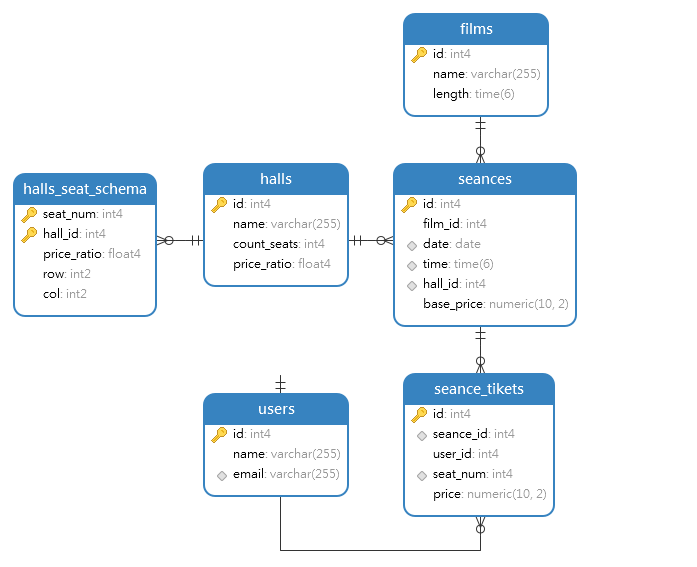 films
id: int4
name: varchar(255)
length: time(6)
halls_seat_schema
seat_num: int4
hall_id: int4
price_ratio: float4
row: int2
col: int2
halls
id: int4
name: varchar(255)
count_seats: int4
price_ratio: float4
seances
id: int4
film_id: int4
date: date
time: time(6)
hall_id: int4
base_price: numeric(10, 2)
users
id: int4
name: varchar(255)
email: varchar(255)
seance_tikets
id: int4
seance_id: int4
user_id: int4
seat_num: int4
price: numeric(10, 2)